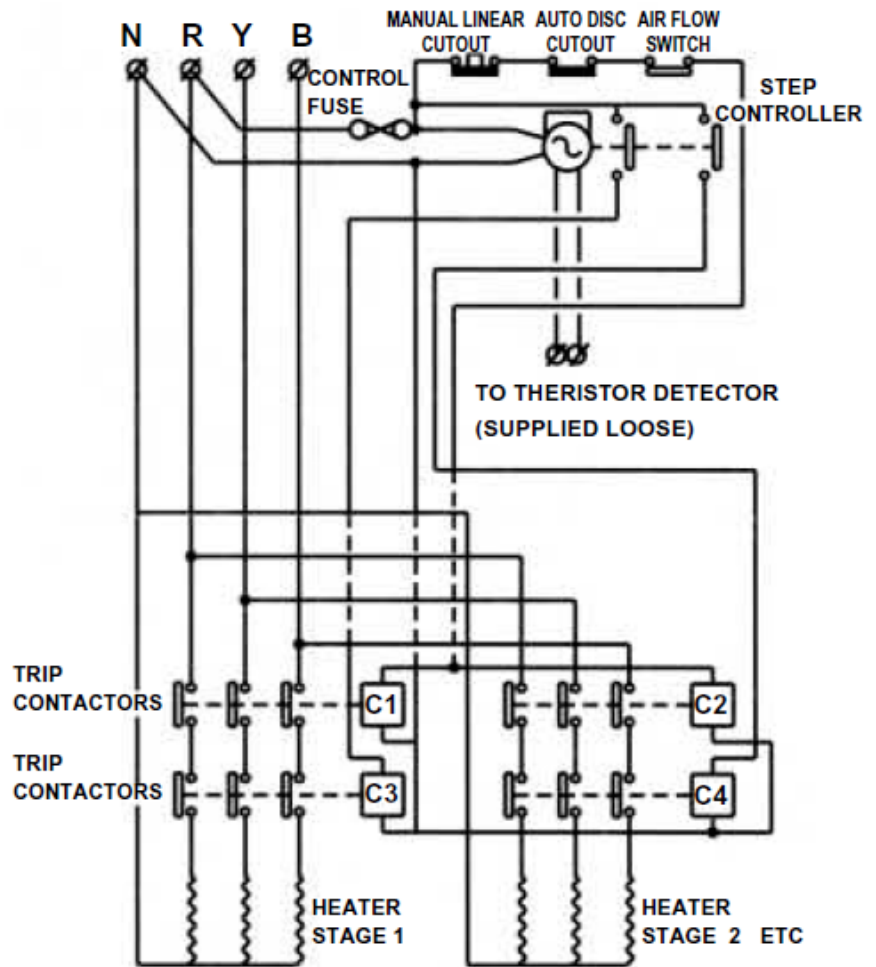 N R Y B
MANUAL LINEAR CUTOUT
AUTO DISC CUTOUT
AIR FLOW SWITCH
CONTROL FUSE
STEP CONTROLLER
TO THERISTOR DETECTOR
(SUPPLIED LOOSE)
TRIP CONTACTORS
C1
C2
TRIP CONTACTORS
C3
C4
HEATER STAGE 1
HEATER STAGE 2 ETC